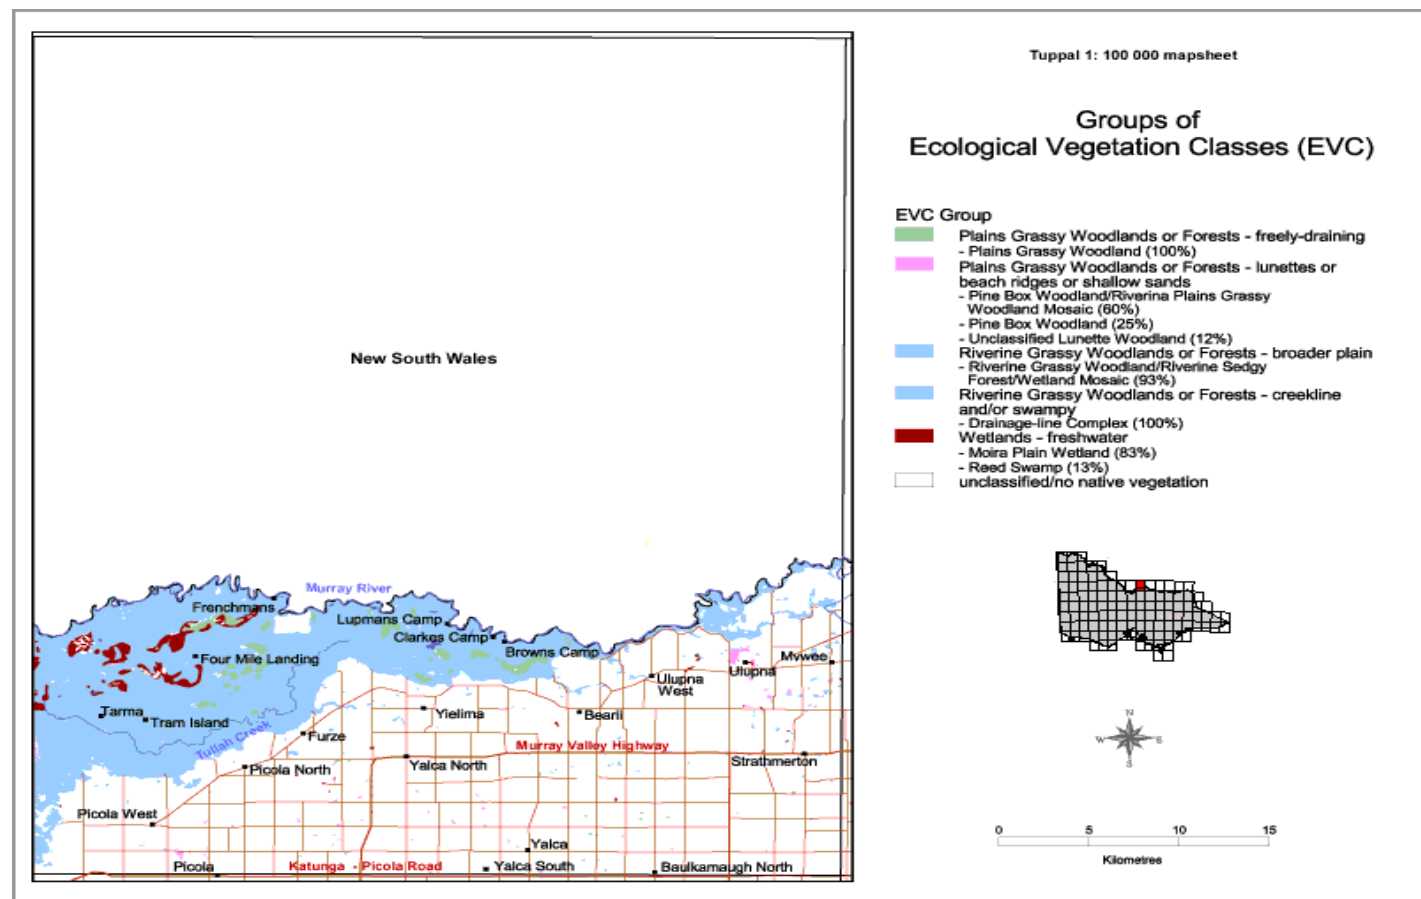 Tuppal 1: 100 000 mapsheet
Groups of
Ecological Vegetation Classes (EVC)
EVC Group
Plains Grassy Woodlands or Forests - freely-draining
- Plains Grassy Woodland (100%)
Plains Grassy Woodlands or Forests - lunettes or
beach ridges or shallow sands
- Pine Box Woodland/Riverina Plains Grassy
Woodland Mosaic (60%)
- Pine Box Woodland (25%)
- Unclassified Lunette Woodland (12%)
Riverine Grassy Woodlands or Forests - broader plain
- Riverine Grassy Woodland/Riverine Sedgy
Forest/Wetland Mosaic (93%)
Riverine Grassy Woodlands or Forests - creekline
and/or swampy
- Drainage-line Complex (100%)
Wetlands - freshwater
- Moira Plain Wetland (83%)
- Reed Swamp (13%)
unclassified/no native vegetation
New South Wales
Murray River
Frenchmans
Lupmans Camp
Clarkes Camp
Browns Camp
Four Mile Landing
Ulupna
West
Ulupna
Mywee
Tarma
Tram Island
Tullah Creek
Yielima
Bearii
Furze
Murray Valley Highway
Strathmerton
Picola North
Yalca North
Picola West
Yalca
Picola
Katunga - Picola Road
Yalca South
Baulkamaugh North
N
W
E
S
0 5 10 15
Kilometres